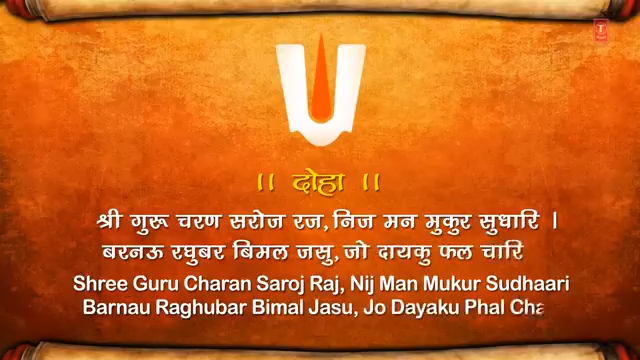 || दोहा ||
श्री गुरू चरण सरोज रज, निज मन मुकुर सुधारि ।
बरनऊ रघुबर बिमल जसु, जो दायकु फल चारि
Shree Guru Charan Saroj Raj, Nij Man Mukur Sudhaari
Barnau Raghubar Bimal Jasu, Jo Dayaku Phal Cha